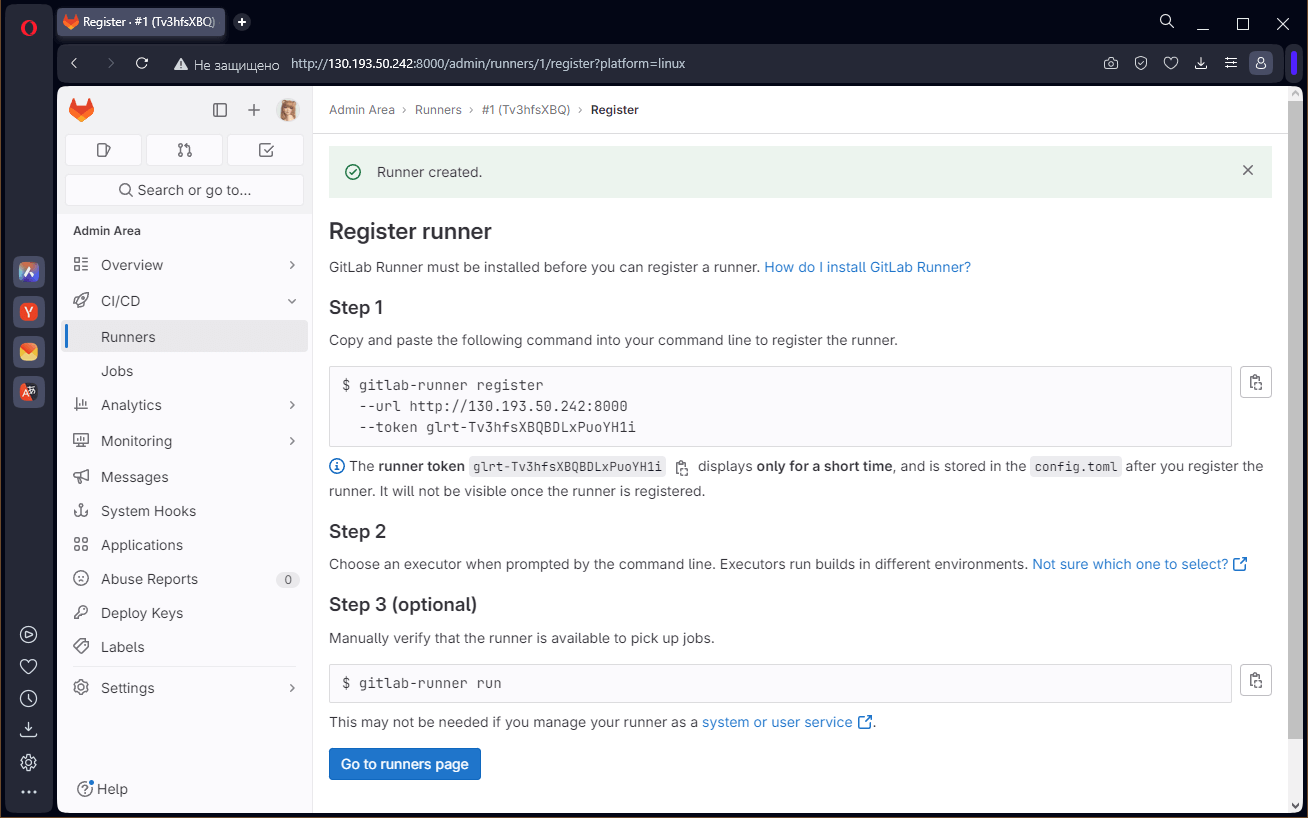 Register · #1 (Tv3hfsXBQ)
Не защищено
http://130.193.50.242:8000/admin/runners/1/register?platform=linux
Search or go to...
Admin Area
Overview
CI/CD
Runners
Jobs
Analytics
Monitoring
Messages
System Hooks
Applications
Abuse Reports 0
Deploy Keys
Labels
Settings
Help
Admin Area › Runners › #1 (Tv3hfsXBQ) › Register
Runner created.
Register runner
GitLab Runner must be installed before you can register a runner. How do I install GitLab Runner?
Step 1
Copy and paste the following command into your command line to register the runner.
$ gitlab-runner register
--url http://130.193.50.242:8000
--token glrt-Tv3hfsXBQBDLxPuoYH1i
The runner token glrt-Tv3hfsXBQBDLxPuoYH1i displays only for a short time, and is stored in the config.toml after you register the
runner. It will not be visible once the runner is registered.
Step 2
Choose an executor when prompted by the command line. Executors run builds in different environments. Not sure which one to select?
Step 3 (optional)
Manually verify that the runner is available to pick up jobs.
$ gitlab-runner run
This may not be needed if you manage your runner as a system or user service.
Go to runners page